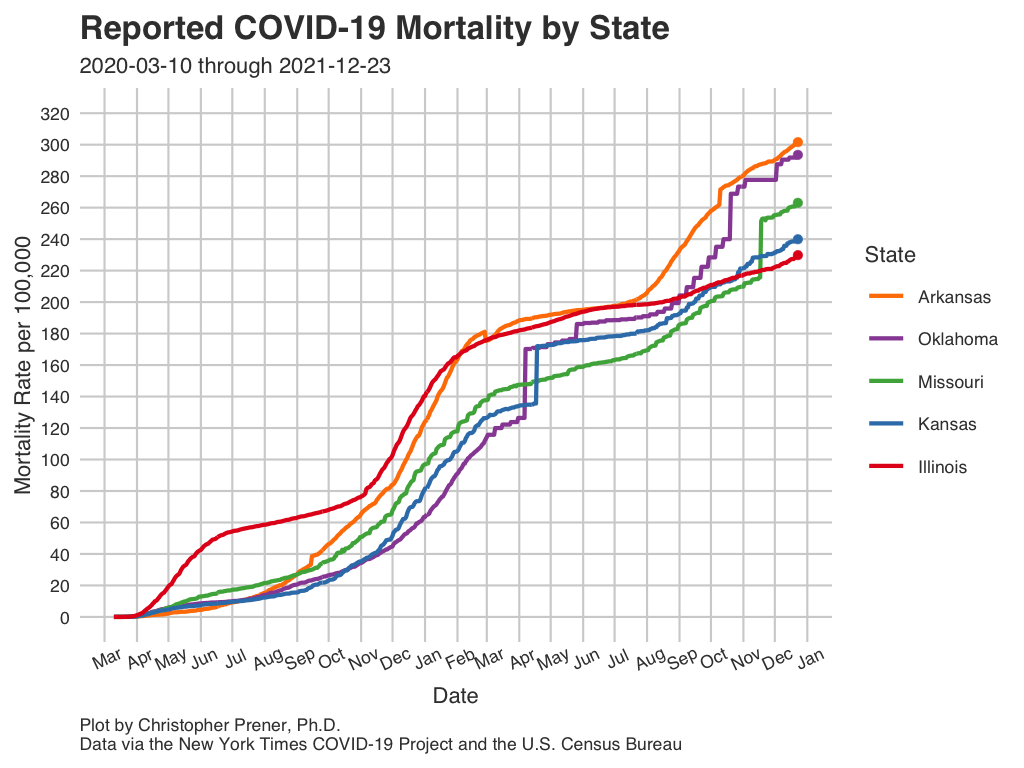 Reported COVID-19 Mortality by State
2020-03-10 through 2021-12-23
320
300
280
260
240
220
200
180
160
140
120
100
80
60
40
20
0
Mortality Rate per 100,000
Mar Apr May Jun Jul Aug Sep Oct Nov Dec Jan Feb Mar Apr May Jun Jul Aug Sep Oct Nov Dec Jan
Date
State
Arkansas
Oklahoma
Missouri
Kansas
Illinois
Plot by Christopher Prener, Ph.D.
Data via the New York Times COVID-19 Project and the U.S. Census Bureau